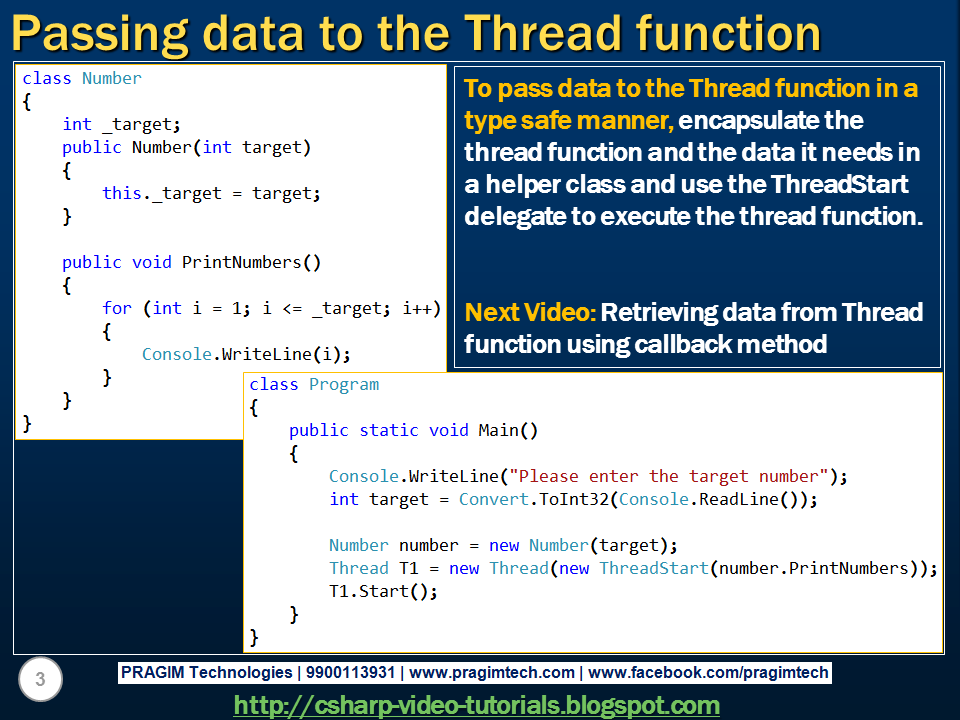 Passing data to the Thread function
class Number
{
    int _target;
    public Number(int target)
    {
        this._target = target;
    }

    public void PrintNumbers()
    {
        for (int i = 1; i <= _target; i++)
        {
            Console.WriteLine(i);
        }
    }
}
To pass data to the Thread function in a
type safe manner, encapsulate the
thread function and the data it needs in
a helper class and use the ThreadStart
delegate to execute the thread function.
Next Video: Retrieving data from Thread
function using callback method
class Program
{
    public static void Main()
    {
        Console.WriteLine("Please enter the target number");
        int target = Convert.ToInt32(Console.ReadLine());

        Number number = new Number(target);
        Thread T1 = new Thread(new ThreadStart(number.PrintNumbers));
        T1.Start();
    }
}
3
PRAGIM Technologies | 9900113931 | www.pragimtech.com | www.facebook.com/pragimtech
http://csharp-video-tutorials.blogspot.com